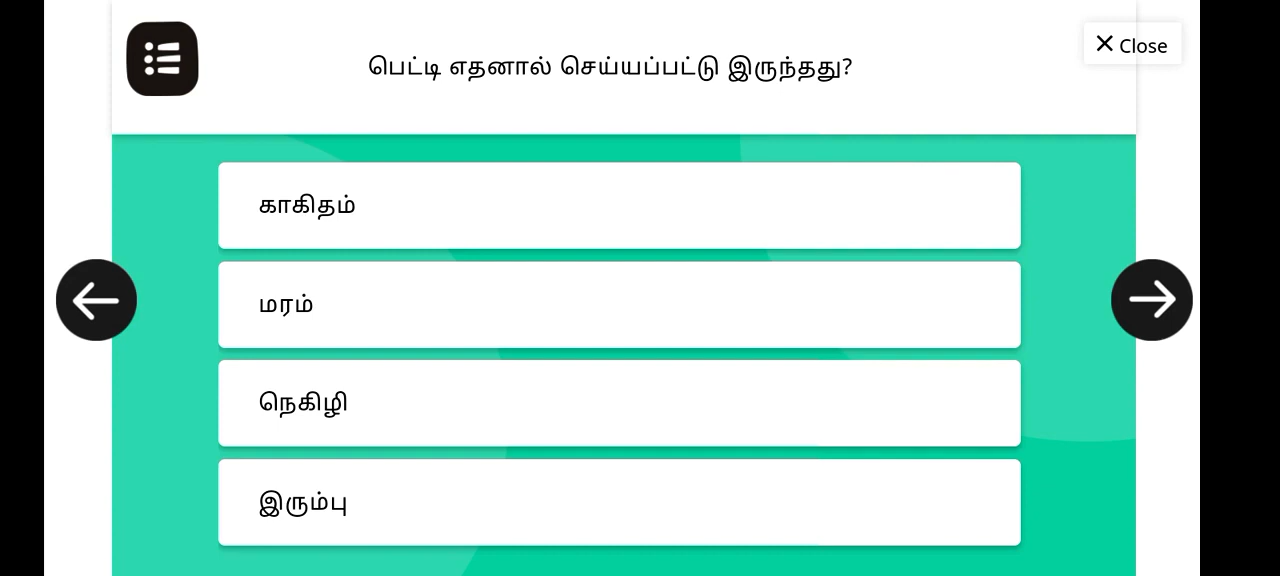 பெட்டி எதனால் செய்யப்பட்டு இருந்தது?
Close
காகிதம்
மரம்
நெகிழி
இரும்பு